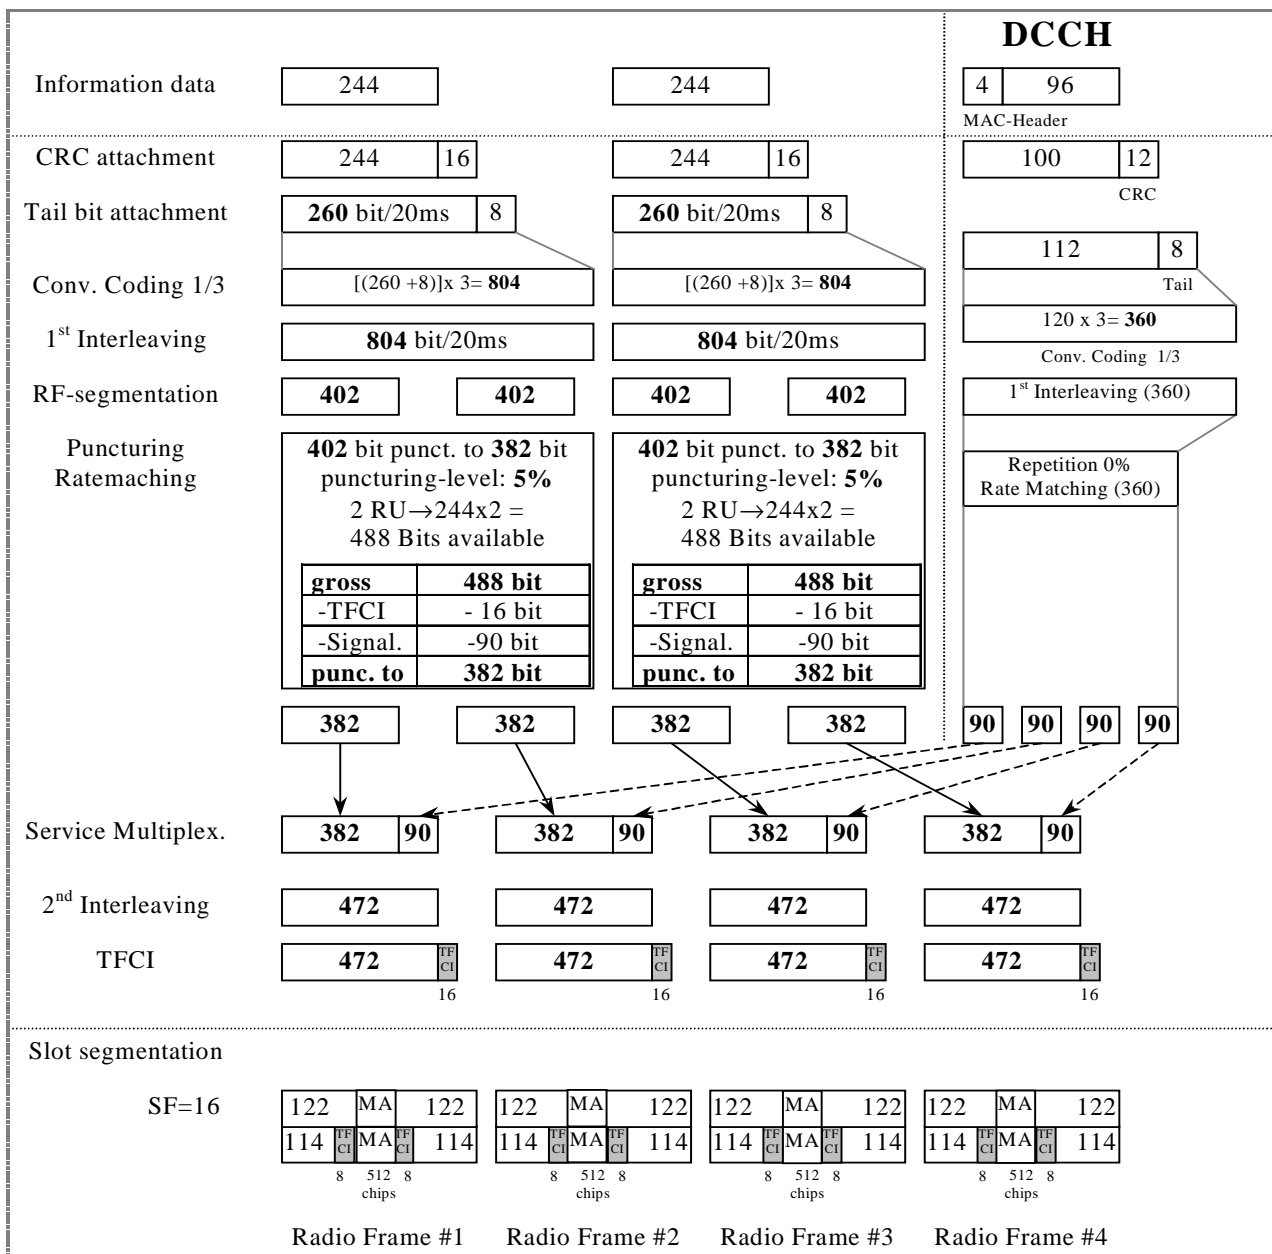 DCCH
Information data 244 244 4 96
MAC-Header
CRC attachment 244 16 244 16 100 12
CRC
Tail bit attachment 260 bit/20ms 8 260 bit/20ms 8
112 8
Tail
Conv. Coding 1/3 [(260 +8)]x 3= 804 [(260 +8)]x 3= 804
120 x 3= 360
Conv. Coding 1/3
1st Interleaving 804 bit/20ms 804 bit/20ms
RF-segmentation 402 402 402 402 1st Interleaving (360)
Puncturing 402 bit punct. to 382 bit 402 bit punct. to 382 bit
Ratemaching puncturing-level: 5% puncturing-level: 5%
Repetition 0%
Rate Matching (360)
2 RU→244x2 = 2 RU→244x2 =
488 Bits available 488 Bits available
gross 488 bit gross 488 bit
-TFCI - 16 bit -TFCI - 16 bit
-Signal. -90 bit -Signal. -90 bit
punc. to 382 bit punc. to 382 bit
382 382 382 382 90 90 90 90
Service Multiplex. 382 90 382 90 382 90 382 90
2nd Interleaving 472 472 472 472
TFCI 472 TF CI 472 TF CI 472 TF CI 472 TF CI
16 16 16 16
Slot segmentation
SF=16 122 MA 122 122 MA 122 122 MA 122 122 MA 122
114 TF CI MA TF CI 114 114 TF CI MA TF CI 114 114 TF CI MA TF CI 114 114 TF CI MA TF CI 114
8 512 8 8 512 8 8 512 8 8 512 8
chips chips chips chips
Radio Frame #1 Radio Frame #2 Radio Frame #3 Radio Frame #4